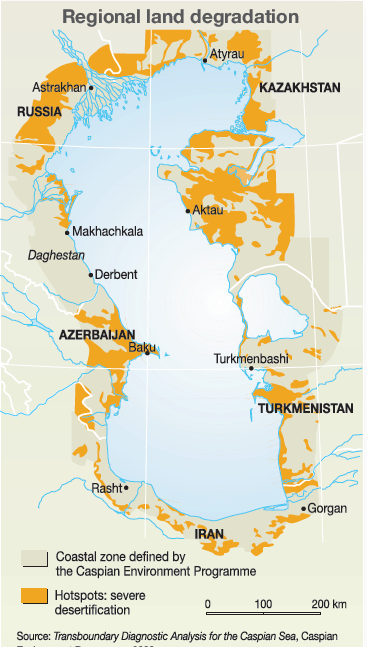 Regional land degradation
Atyrau
Astrakhan
KAZAKHSTAN
RUSSIA
Aktau
Makhachkala
Daghestan
Derbent
AZERBAIJAN
Baku
Turkmenbashi
TURKMENISTAN
Rasht
Gorgan
IRAN
Coastal zone defined by
the Caspian Environment Programme
Hotspots: severe
desertification
0 100 200 km
Source: Transboundary Diagnostic Analysis for the Caspian Sea, Caspian